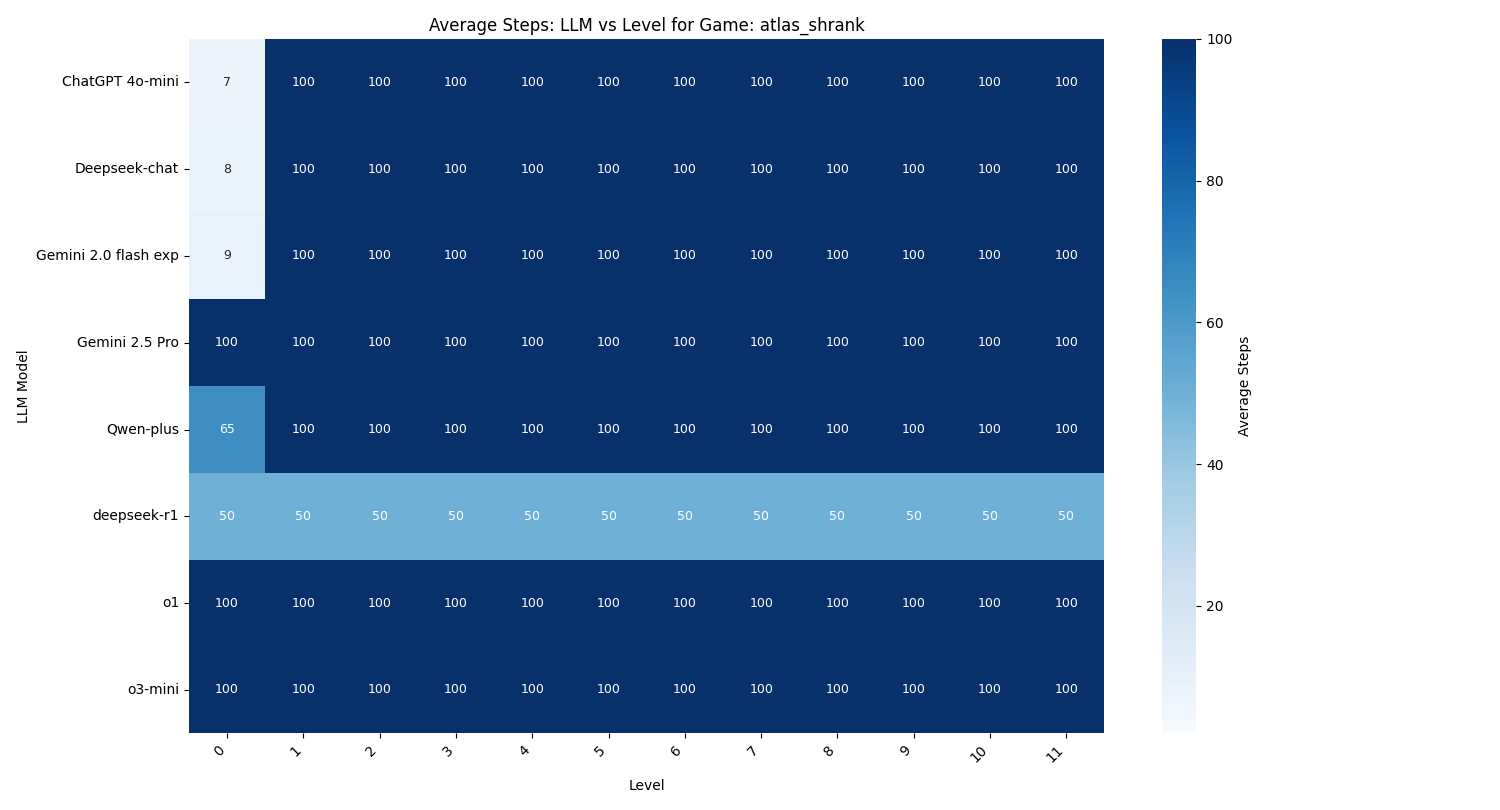 Average Steps: LLM vs Level for Game: atlas_shrank
LLM Model
ChatGPT 4o-mini 7 100 100 100 100 100 100 100 100 100 100 100
Deepseek-chat 8 100 100 100 100 100 100 100 100 100 100 100
Gemini 2.0 flash exp 9 100 100 100 100 100 100 100 100 100 100 100
Gemini 2.5 Pro 100 100 100 100 100 100 100 100 100 100 100 100
Qwen-plus 65 100 100 100 100 100 100 100 100 100 100 100
deepseek-r1 50 50 50 50 50 50 50 50 50 50 50 50
o1 100 100 100 100 100 100 100 100 100 100 100 100
o3-mini 100 100 100 100 100 100 100 100 100 100 100 100
0 1 2 3 4 5 6 7 8 9 10 11
Level
100
80
60
40
20
Average Steps